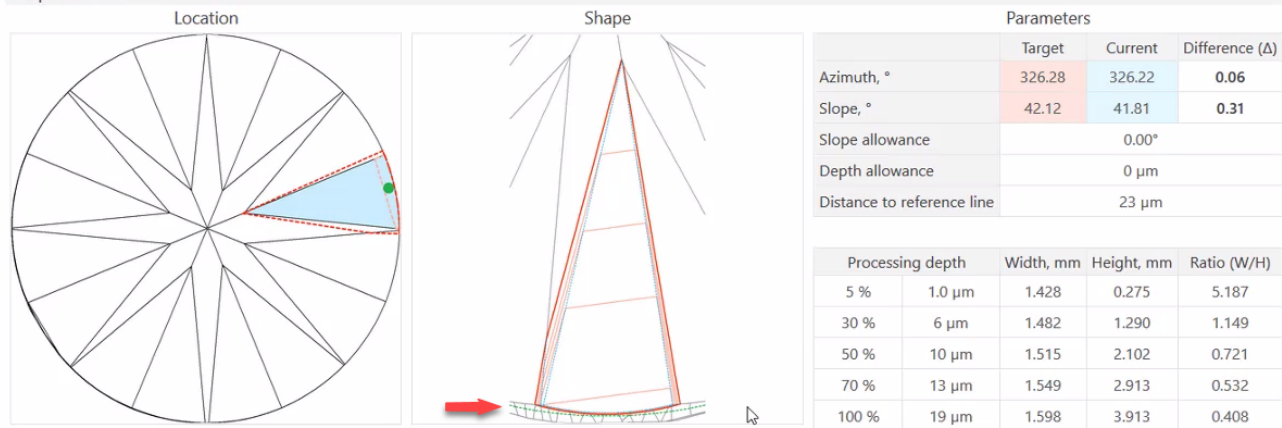 Location Shape Parameters
Target Current Difference (Δ)
Azimuth, ° 326.28 326.22 0.06
Slope, ° 42.12 41.81 0.31
Slope allowance 0.00°
Depth allowance 0 μm
Distance to reference line 23 μm
Processing depth Width, mm Height, mm Ratio (W/H)
5 % 1.0 μm 1.428 0.275 5.187
30 % 6 μm 1.482 1.290 1.149
50 % 10 μm 1.515 2.102 0.721
70 % 13 μm 1.549 2.913 0.532
100 % 19 μm 1.598 3.913 0.408